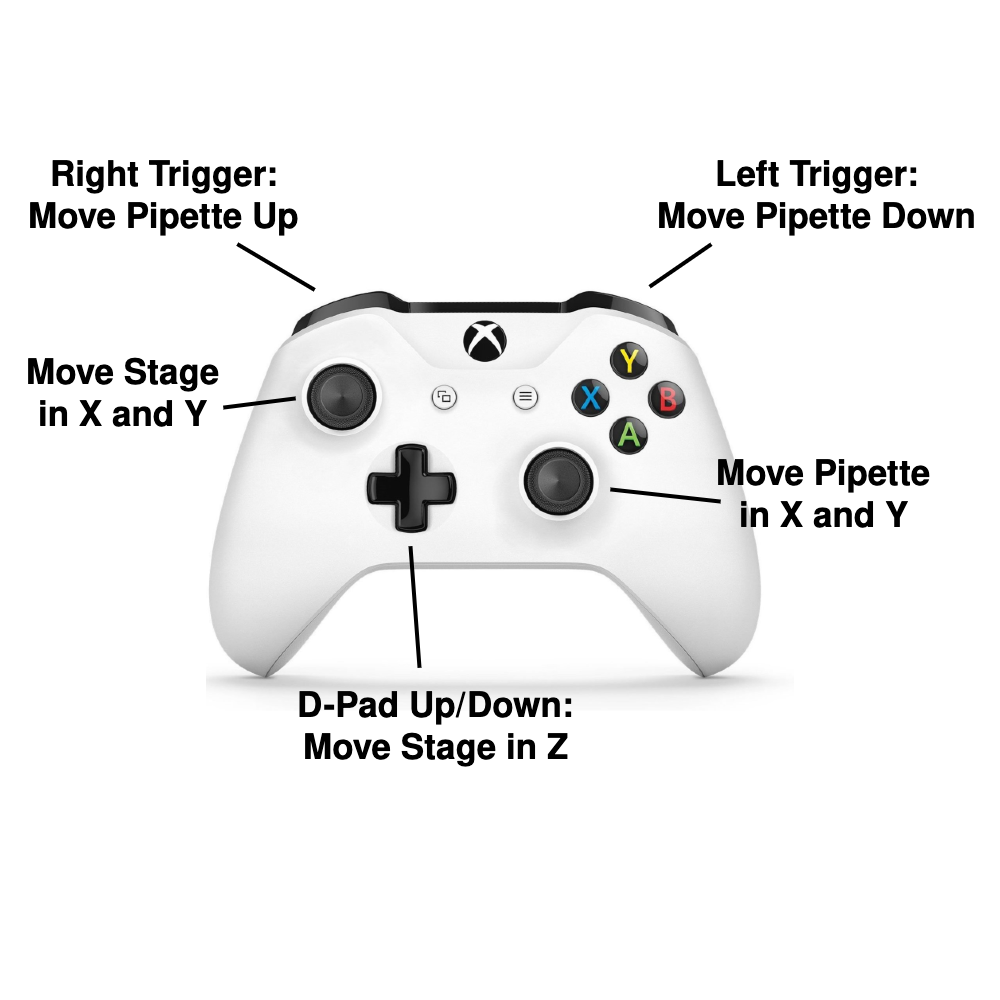 Right Trigger:
Move Pipette Up
Left Trigger:
Move Pipette Down
Move Stage
in X and Y
Y
X
B
A
Move Pipette
in X and Y
D-Pad Up/Down:
Move Stage in Z